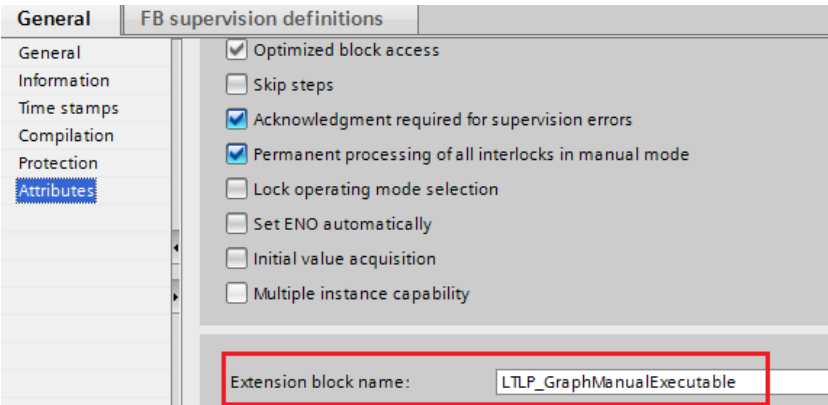 General FB supervision definitions
General
Information
Time stamps
Compilation
Protection
Attributes
Optimized block access
Skip steps
Acknowledgment required for supervision errors
Permanent processing of all interlocks in manual mode
Lock operating mode selection
Set ENO automatically
Initial value acquisition
Multiple instance capability
Extension block name: LTLP_GraphManualExecutable